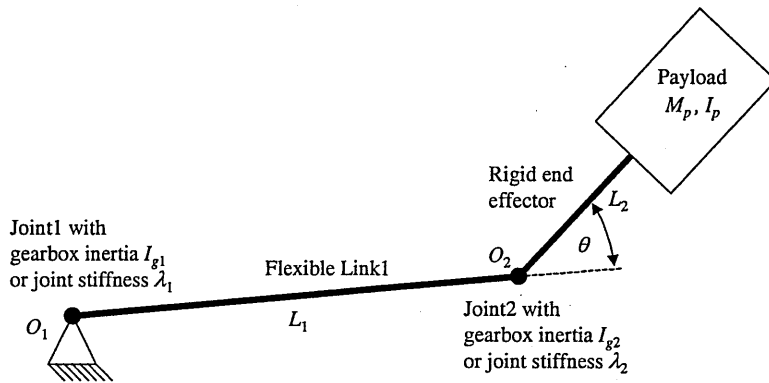 Payload
M_p, I_p
Rigid end
effector
L_2
θ
Joint1 with
gearbox inertia I_g1
or joint stiffness λ_1
Flexible Link1
O_2
O_1
L_1
Joint2 with
gearbox inertia I_g2
or joint stiffness λ_2